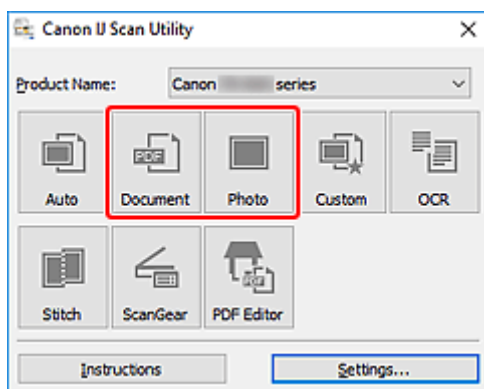 Canon IJ Scan Utility
Product Name: Canon series
PDF
Auto Document Photo Custom OCR
PDF
Stitch ScanGear PDF Editor
Instructions Settings...